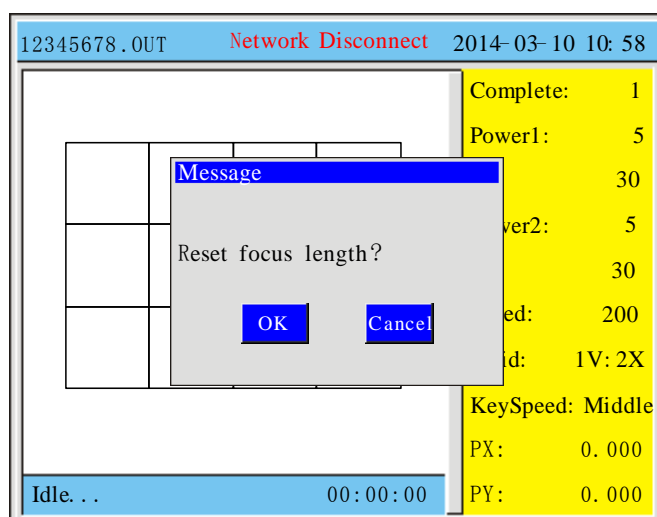 12345678.OUT Network Disconnect 2014-03-10 10:58
Complete: 1
Power1: 5
30
5
30
200
1V:2X
KeySpeed: Middle
PX: 0.000
PY: 0.000
Message
Reset focus length?
OK Cancel
Idle... 00:00:00